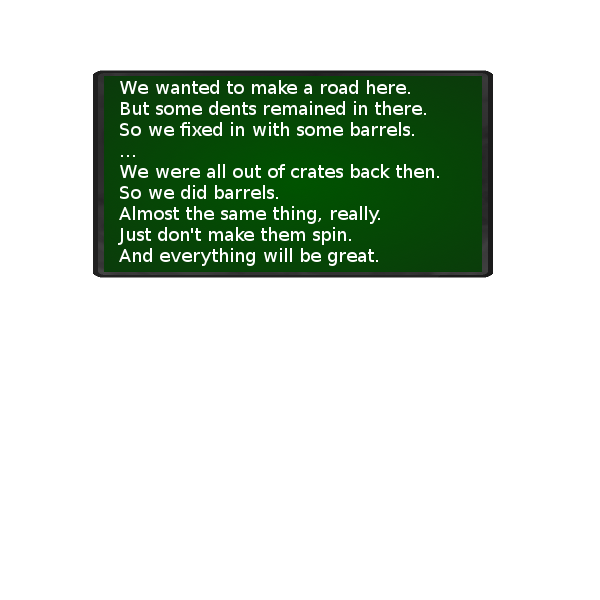 We wanted to make a road here.
But some dents remained in there.
So we fixed in with some barrels.
...
We were all out of crates back then.
So we did barrels.
Almost the same thing, really.
Just don't make them spin.
And everything will be great.